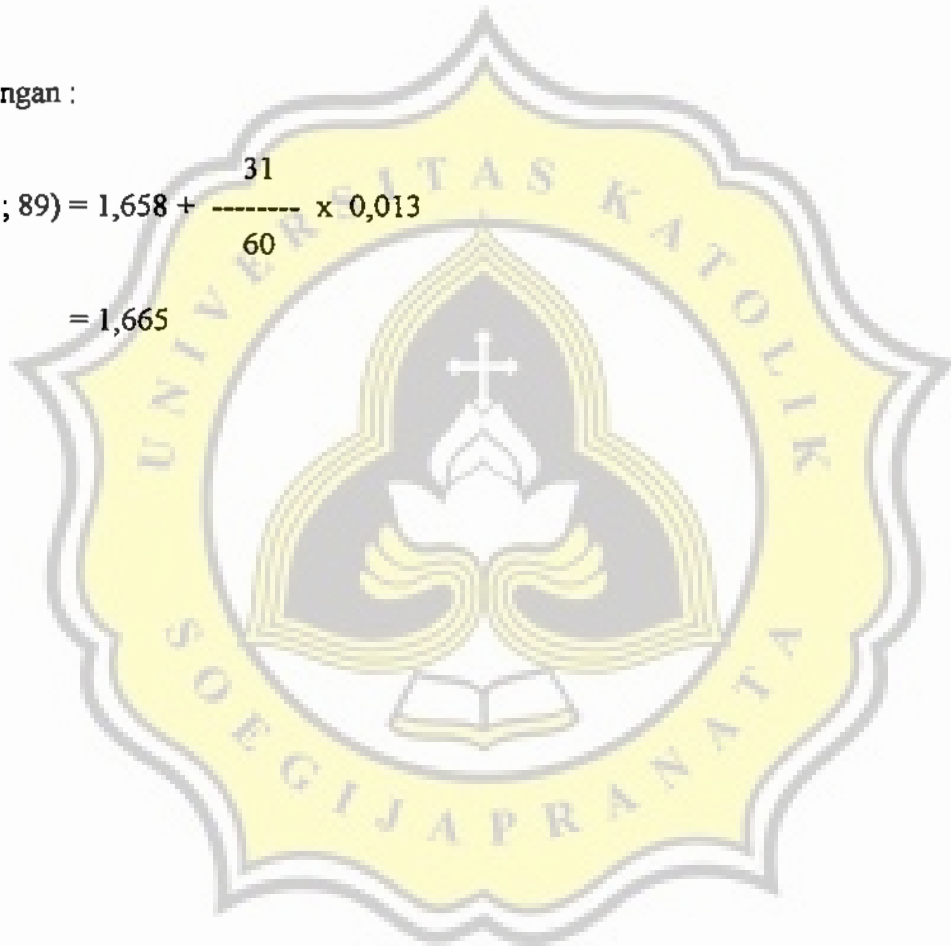 ngan :
31
; 89) = 1,658 + -------- x 0,013
60
= 1,665
UNIVERSITAS KATOLIK
SOEGIJAPRANATA